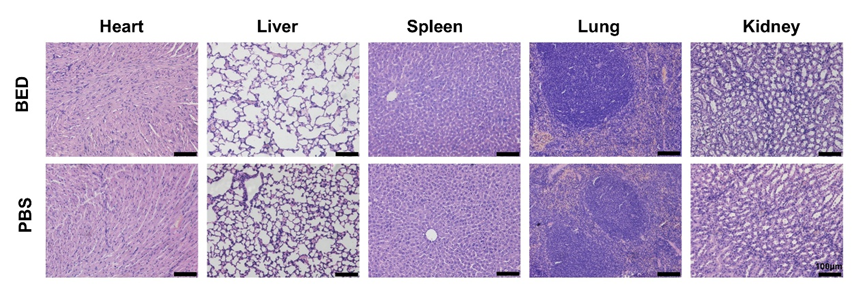 Heart Liver Spleen Lung Kidney
BED
PBS
100μm